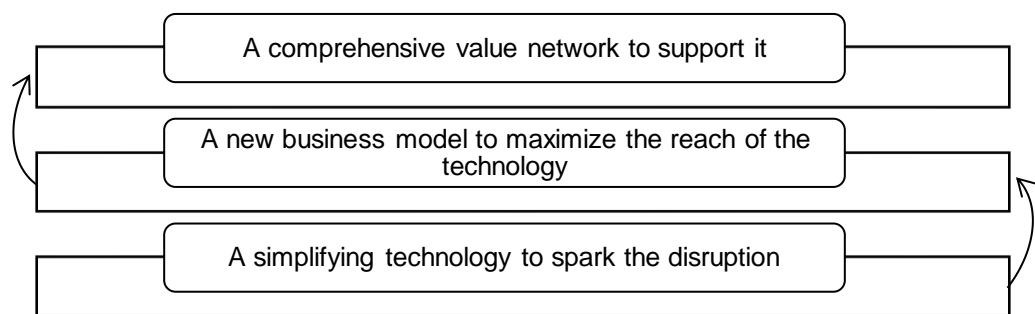 A comprehensive value network to support it
A new business model to maximize the reach of the
technology
A simplifying technology to spark the disruption